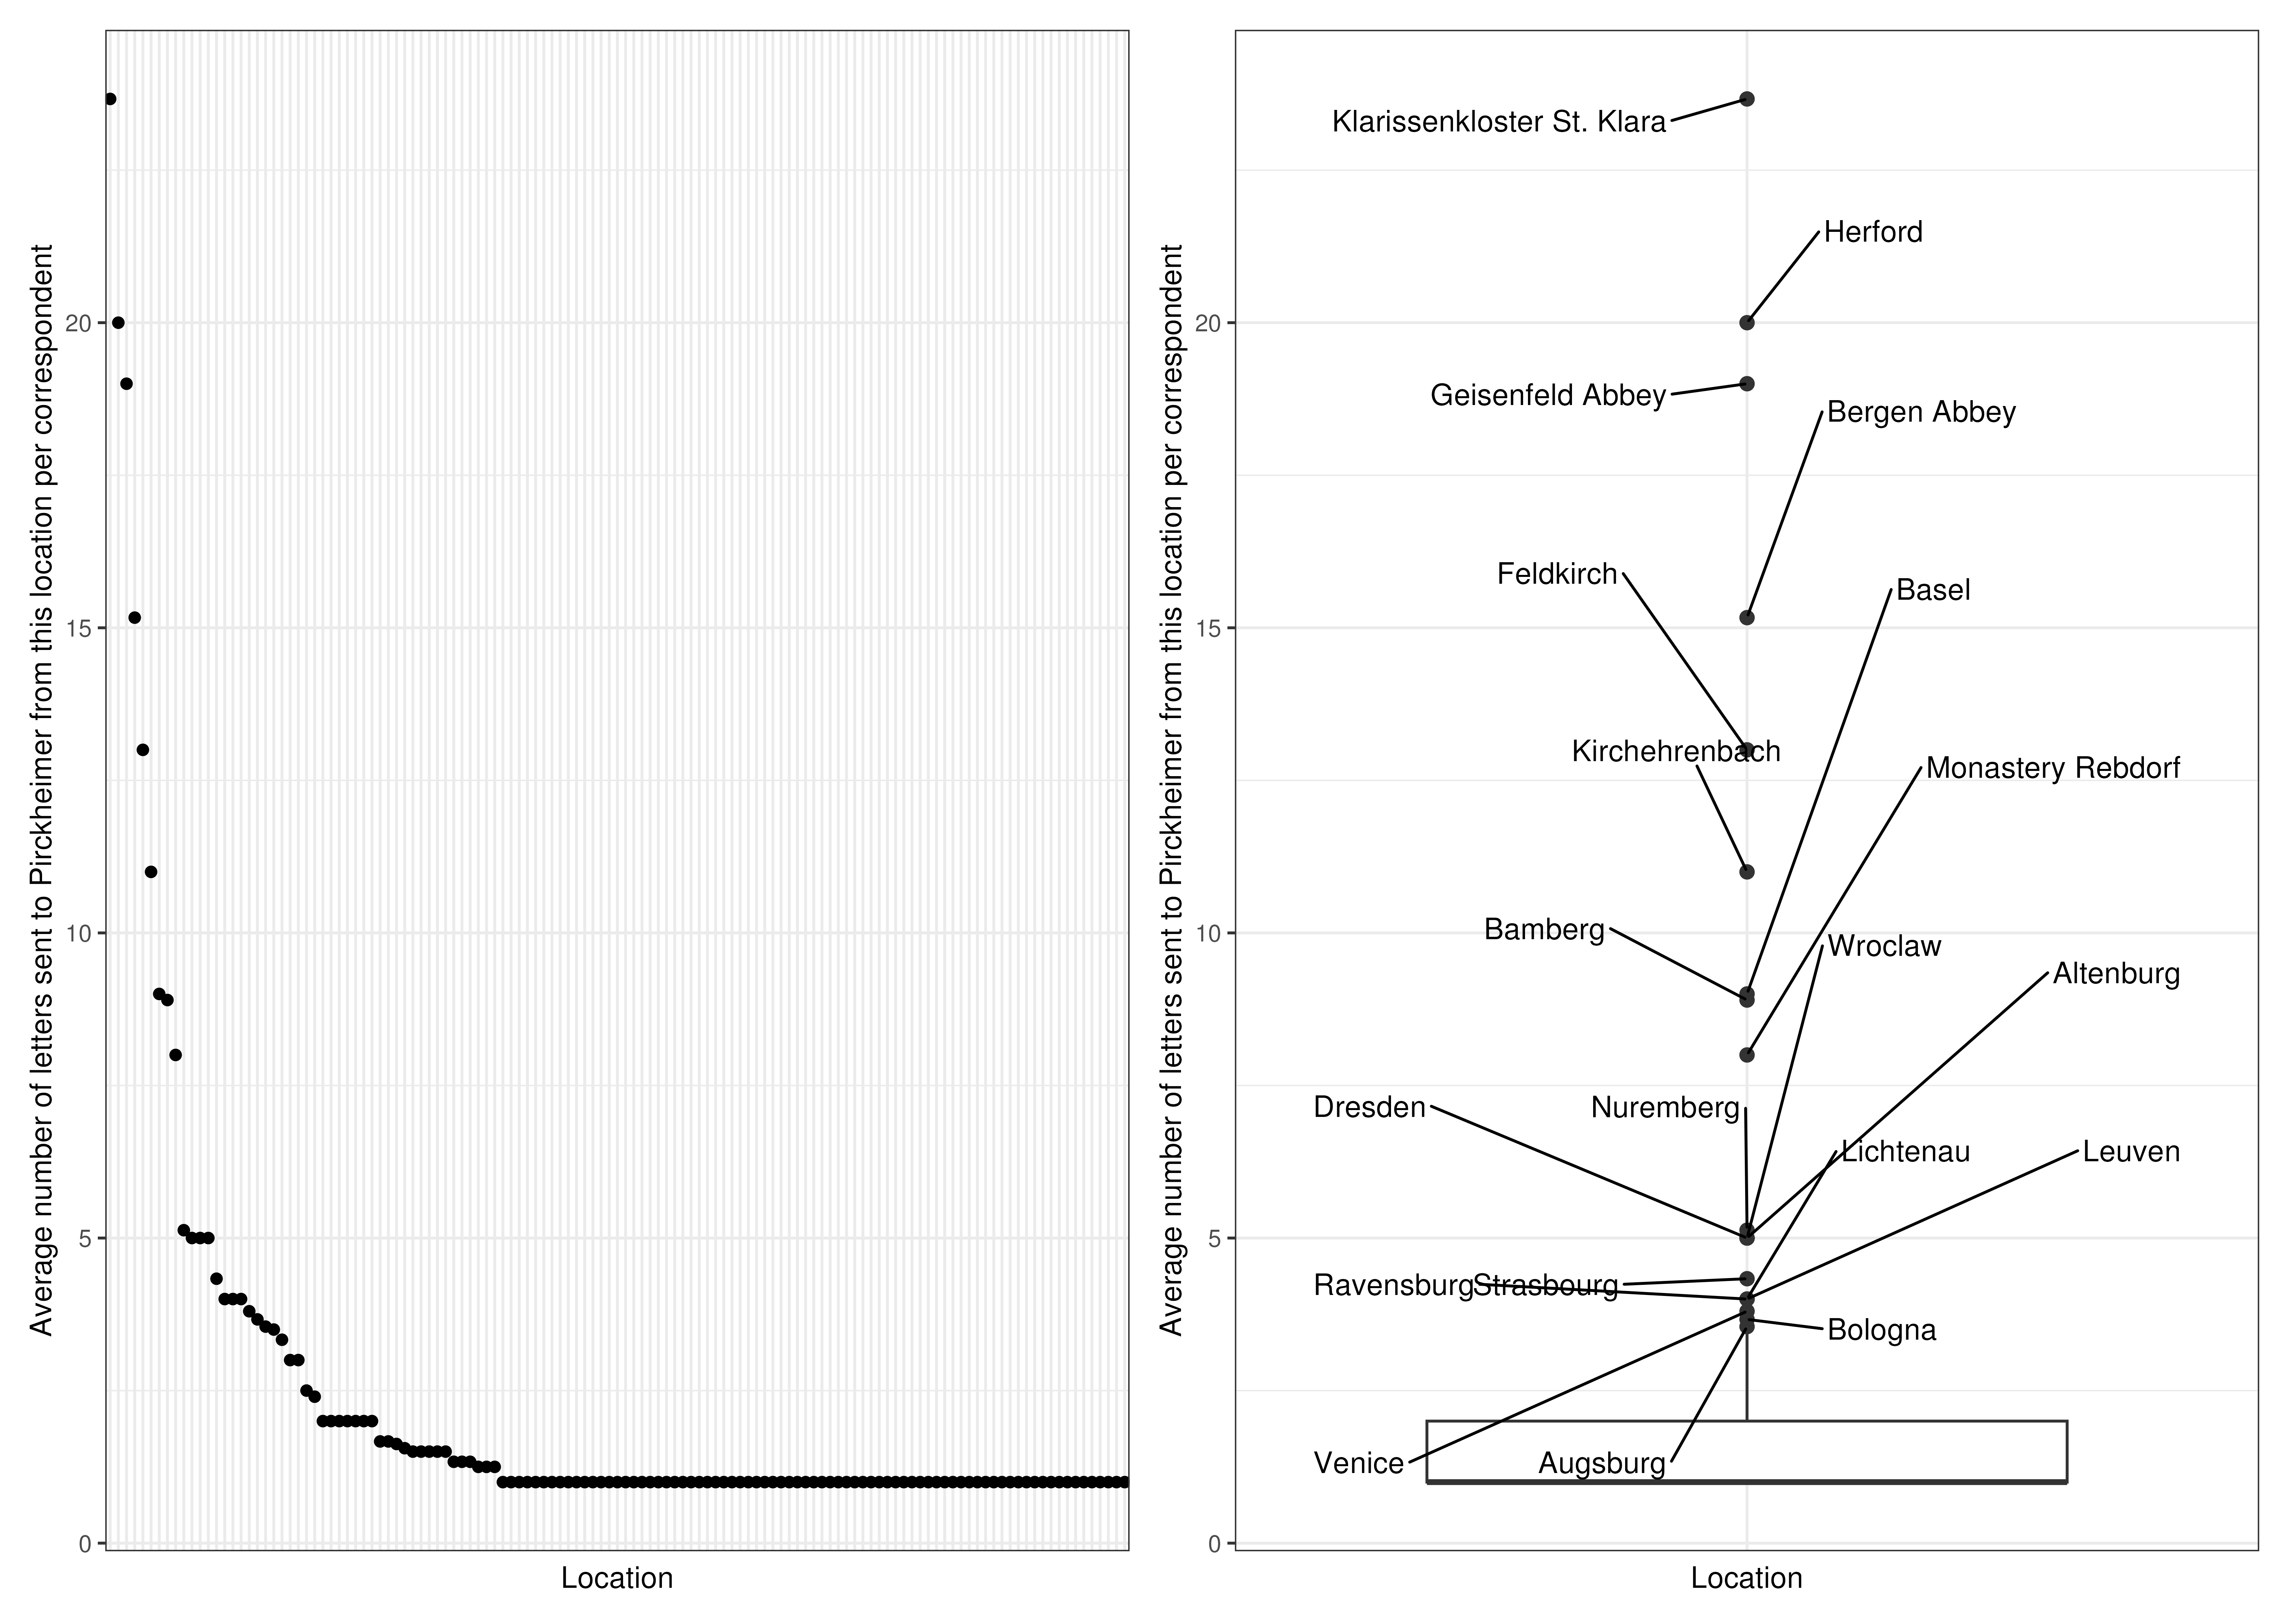 Average number of letters sent to Pirckheimer from this location per correspondent
20
15
10
5
0
Location
Average number of letters sent to Pirckheimer from this location per correspondent
20
15
10
5
0
Klarissenkloster St. Klara
Herford
Geisenfeld Abbey
Bergen Abbey
Feldkirch
Basel
Kirchehrenbach
Monastery Rebdorf
Bamberg
Wroclaw
Altenburg
Dresden
Nuremberg
Lichtenau
Leuven
Ravensburg
Strasbourg
Bologna
Venice
Augsburg
Location